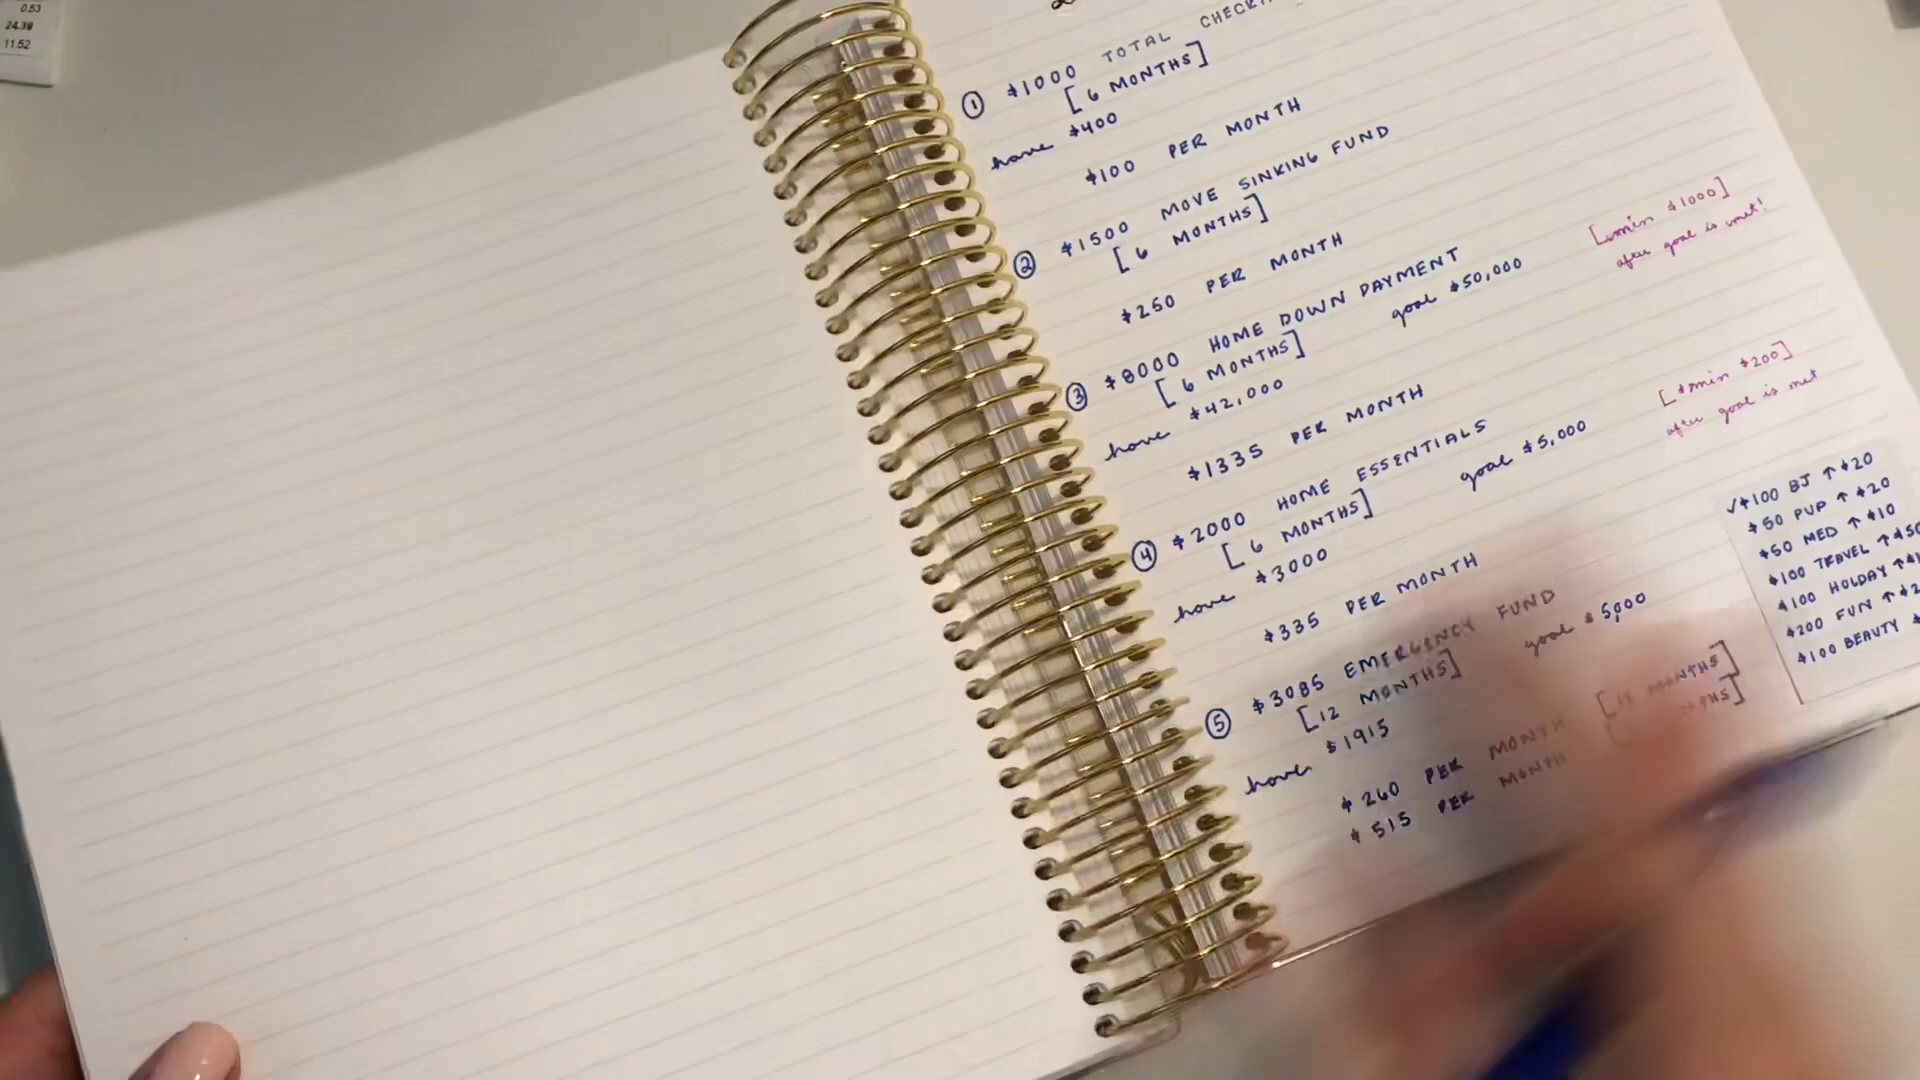 0.53
24.39
11.52
① $1000 TOTAL
[6 MONTHS]
have $400
$100 PER MONTH
② $1500 MOVE SINKING FUND
[6 MONTHS]
$250 PER MONTH
③ $8000 HOME DOWN PAYMENT
[6 MONTHS] goal $50,000
have $42,000
[min $1000]
after goal is met!
$1335 PER MONTH
④ $2000 HOME ESSENTIALS
[6 MONTHS] goal $5,000
have $3000
[$min $200]
after goal is met
$335 PER MONTH
⑤ $3085 EMERGENCY FUND
[12 MONTHS] goal $5,000
have $1915
$260 PER MONTH MONTHS]
$515 PER MONTH
✓$100 BJ ↑$20
$50 PUP ↑$20
$50 MED ↑$10
$100 TRAVEL ↑$50
$100 HOLDAY
$200 FUN
$100 BEAUTY